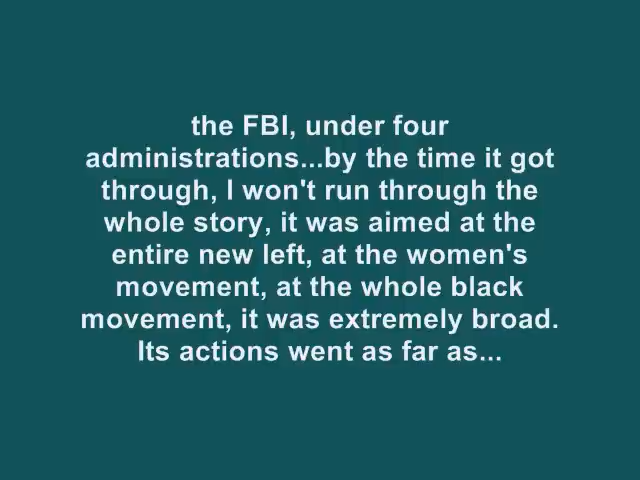 the FBI, under four
administrations...by the time it got
through, I won't run through the
whole story, it was aimed at the
entire new left, at the women's
movement, at the whole black
movement, it was extremely broad.
Its actions went as far as...